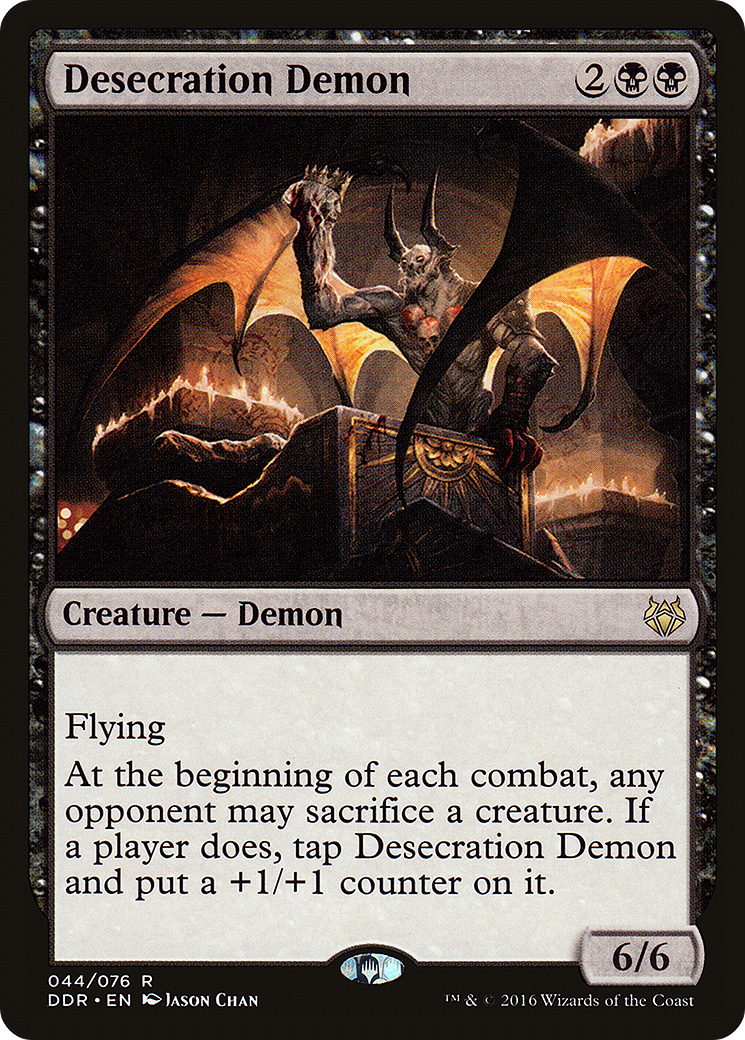 Desecration Demon 2
Creature — Demon
Flying
At the beginning of each combat, any
opponent may sacrifice a creature. If
a player does, tap Desecration Demon
and put a +1/+1 counter on it.
6/6
044/076 R
DDR • EN Jason Chan
™ & © 2016 Wizards of the Coast